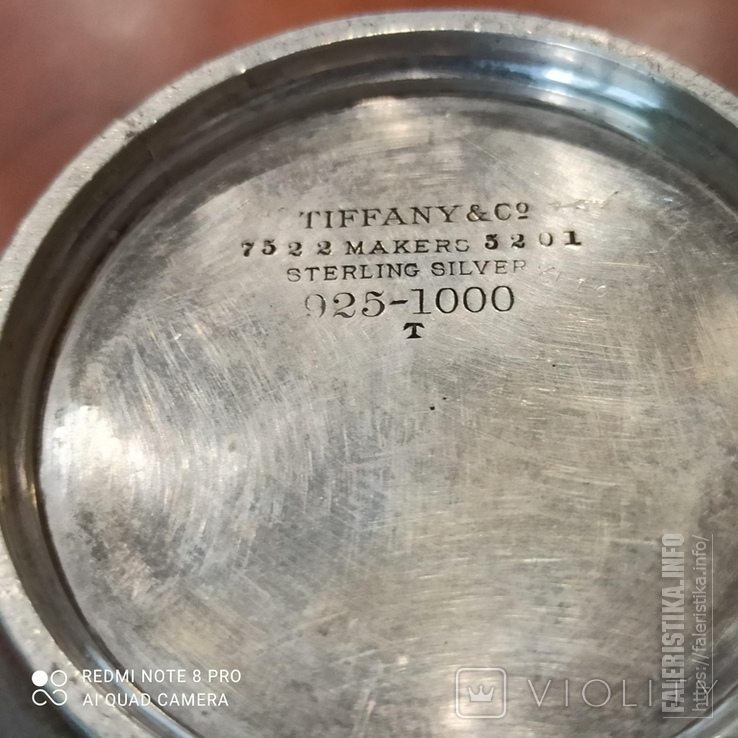 TIFFANY & Cº
7522 MAKERS 5201
STERLING SILVER
925-1000
T
REDMI NOTE 8 PRO
AI QUAD CAMERA
VIOLITY
FALERISTIKA.INFO
https://faleristika.info/